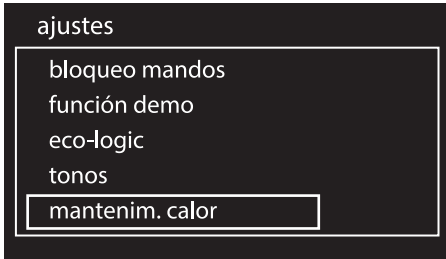 ajustes
bloqueo mandos
función demo
eco-logic
tonos
mantenim. calor